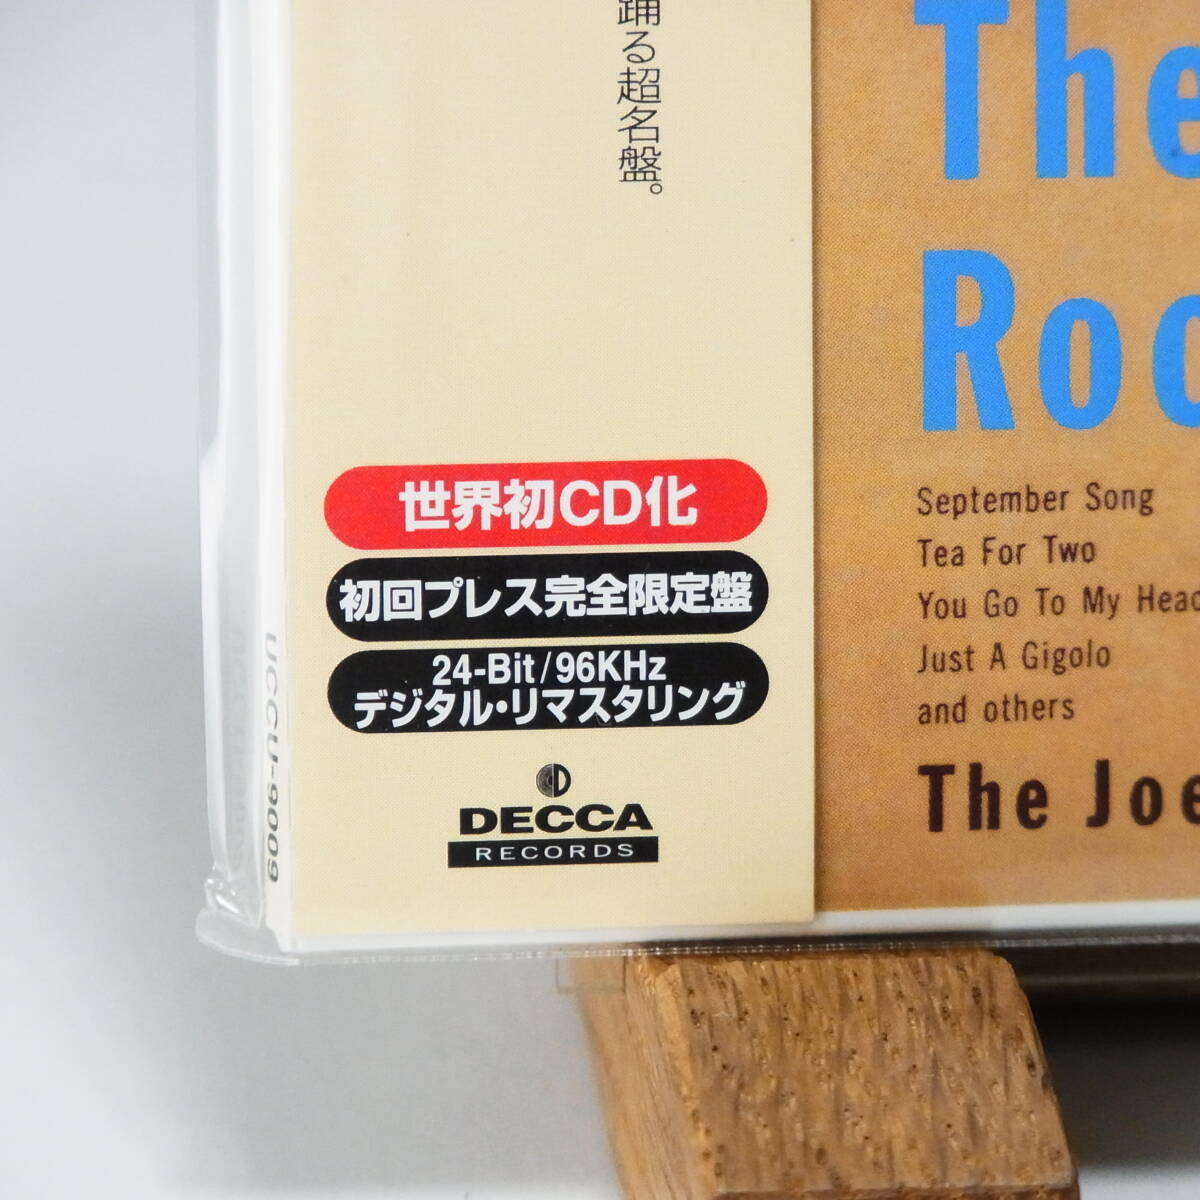 踊る超名盤。
世界初CD化
初回プレス完全限定盤
24-Bit/96KHz
デジタル・リマスタリング
DECCA
RECORDS
UCCU-9009
The
September Song
Tea For Two
You Go To My
Just A Gigolo
and others
The Joe